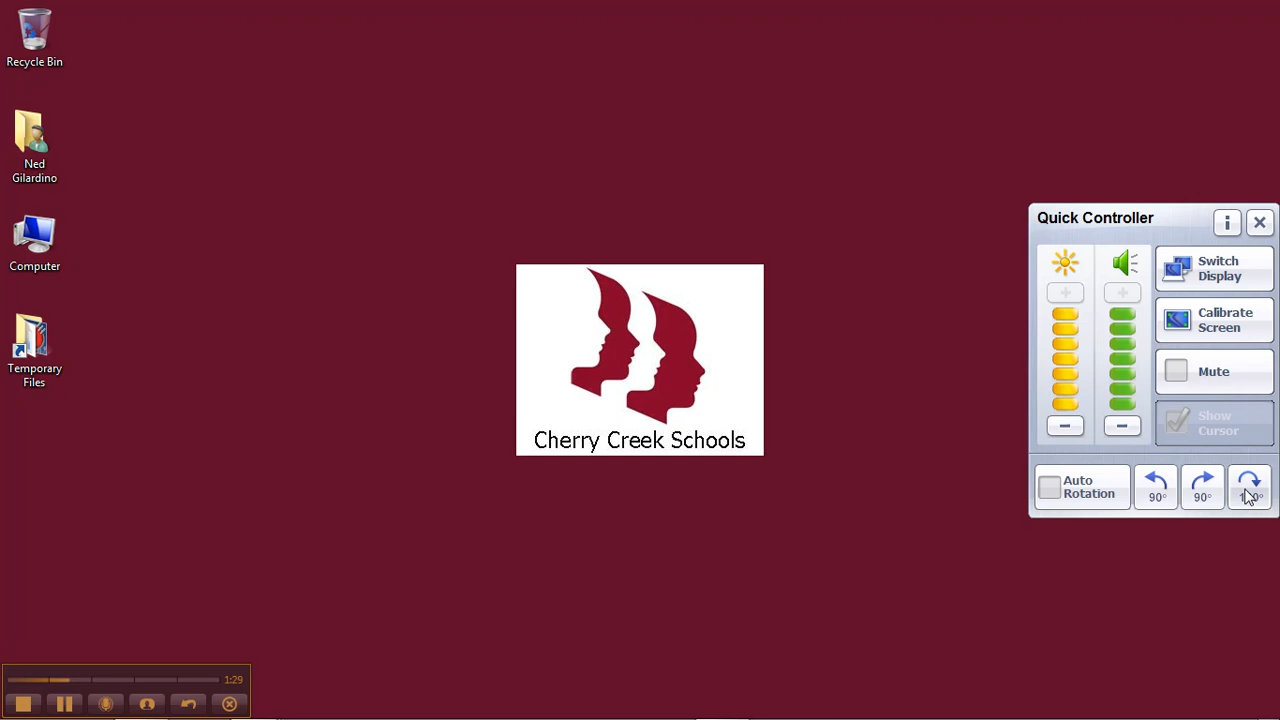 Recycle Bin
Ned
Gilardino
Computer
Temporary
Files
Cherry Creek Schools
Quick Controller
i
Switch
Display
Calibrate
Screen
Mute
Show
Cursor
Auto
Rotation
90°
90°
1:29